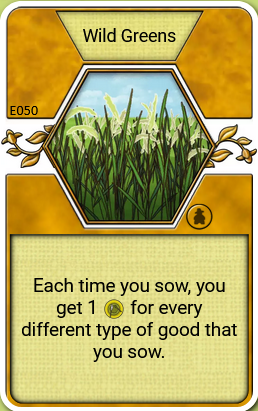 Wild Greens
E050
Each time you sow, you
get 1 for every
different type of good that
you sow.